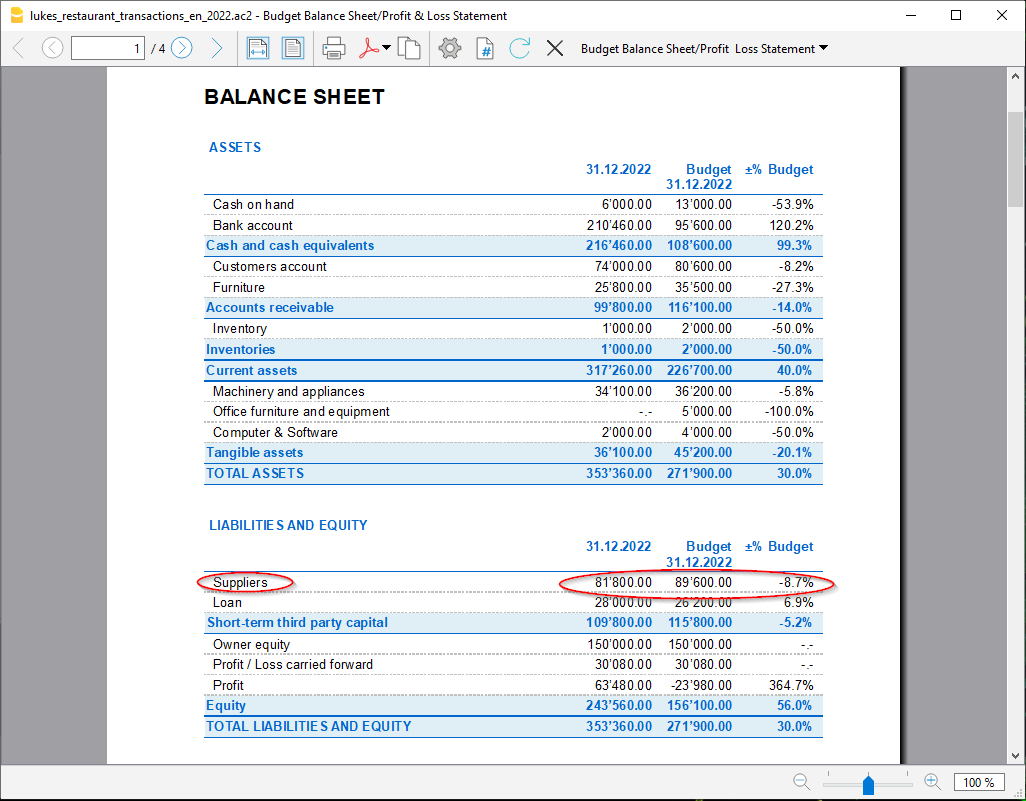 lukes_restaurant_transactions_en_2022.ac2 - Budget Balance Sheet/Profit & Loss Statement
1 / 4 Budget Balance Sheet/Profit Loss Statement
BALANCE SHEET
ASSETS
31.12.2022 Budget 31.12.2022 ±% Budget
Cash on hand 6'000.00 13'000.00 -53.9%
Bank account 210'460.00 95'600.00 120.2%
Cash and cash equivalents 216'460.00 108'600.00 99.3%
Customers account 74'000.00 80'600.00 -8.2%
Furniture 25'800.00 35'500.00 -27.3%
Accounts receivable 99'800.00 116'100.00 -14.0%
Inventory 1'000.00 2'000.00 -50.0%
Inventories 1'000.00 2'000.00 -50.0%
Current assets 317'260.00 226'700.00 40.0%
Machinery and appliances 34'100.00 36'200.00 -5.8%
Office furniture and equipment -.- 5'000.00 -100.0%
Computer & Software 2'000.00 4'000.00 -50.0%
Tangible assets 36'100.00 45'200.00 -20.1%
TOTAL ASSETS 353'360.00 271'900.00 30.0%
LIABILITIES AND EQUITY
31.12.2022 Budget 31.12.2022 ±% Budget
Suppliers 81'800.00 89'600.00 -8.7%
Loan 28'000.00 26'200.00 6.9%
Short-term third party capital 109'800.00 115'800.00 -5.2%
Owner equity 150'000.00 150'000.00 -.-
Profit / Loss carried forward 30'080.00 30'080.00 -.-
Profit 63'480.00 -23'980.00 364.7%
Equity 243'560.00 156'100.00 56.0%
TOTAL LIABILITIES AND EQUITY 353'360.00 271'900.00 30.0%
100 %